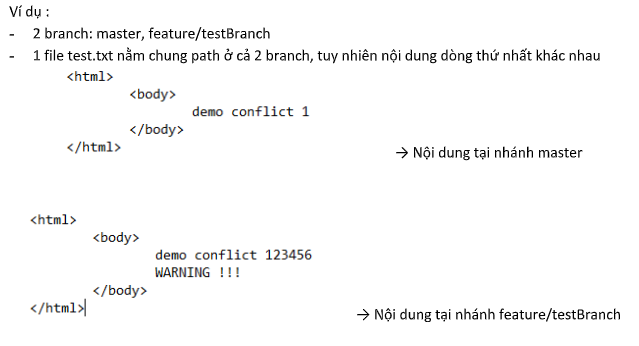 Ví dụ :
- 2 branch: master, feature/testBranch
- 1 file test.txt nằm chung path ở cả 2 branch, tuy nhiên nội dung dòng thứ nhất khác nhau
<html>
<body>
demo conflict 1
</body>
</html>
→ Nội dung tại nhánh master
<html>
<body>
demo conflict 123456
WARNING !!!
</body>
</html>
→ Nội dung tại nhánh feature/testBranch